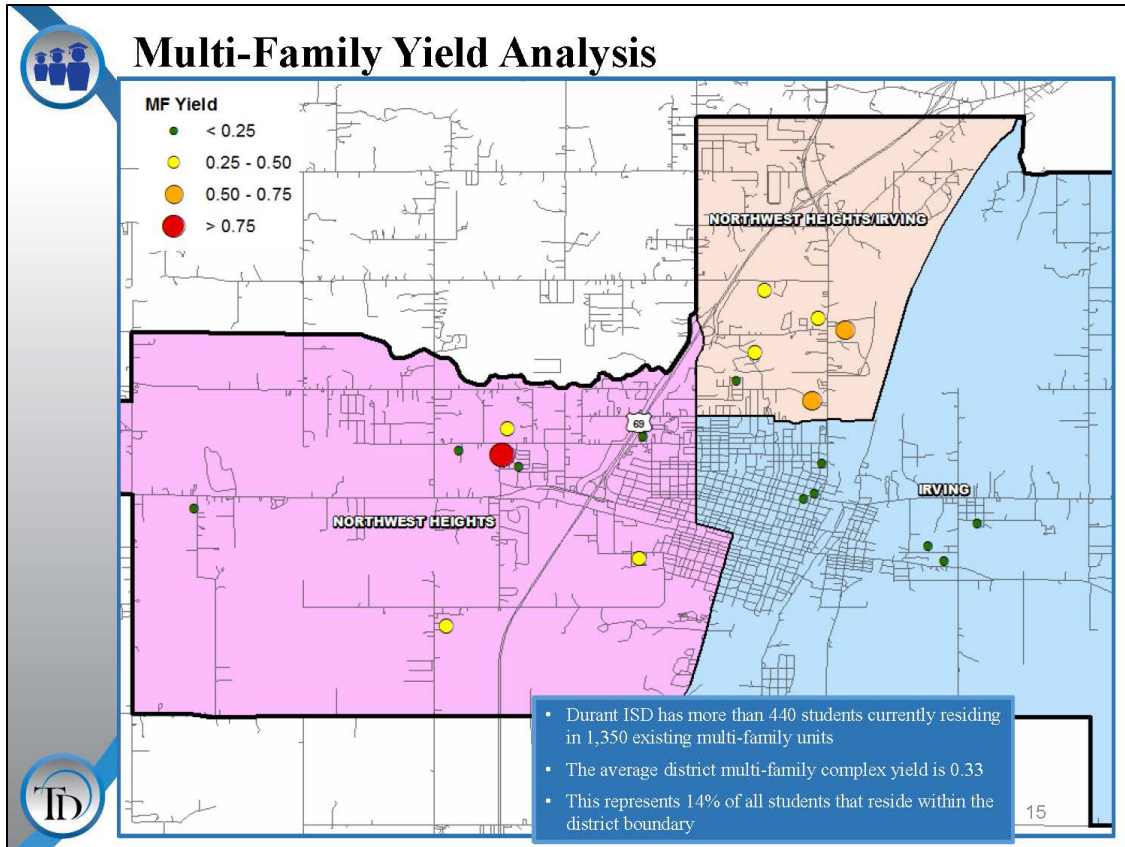 Multi-Family Yield Analysis
MF Yield
< 0.25
0.25 - 0.50
0.50 - 0.75
> 0.75
NORTHWEST HEIGHTS/IRVING
69
IRVING
NORTHWEST HEIGHTS
• Durant ISD has more than 440 students currently residing
in 1,350 existing multi-family units
• The average district multi-family complex yield is 0.33
• This represents 14% of all students that reside within the
district boundary
15
TD